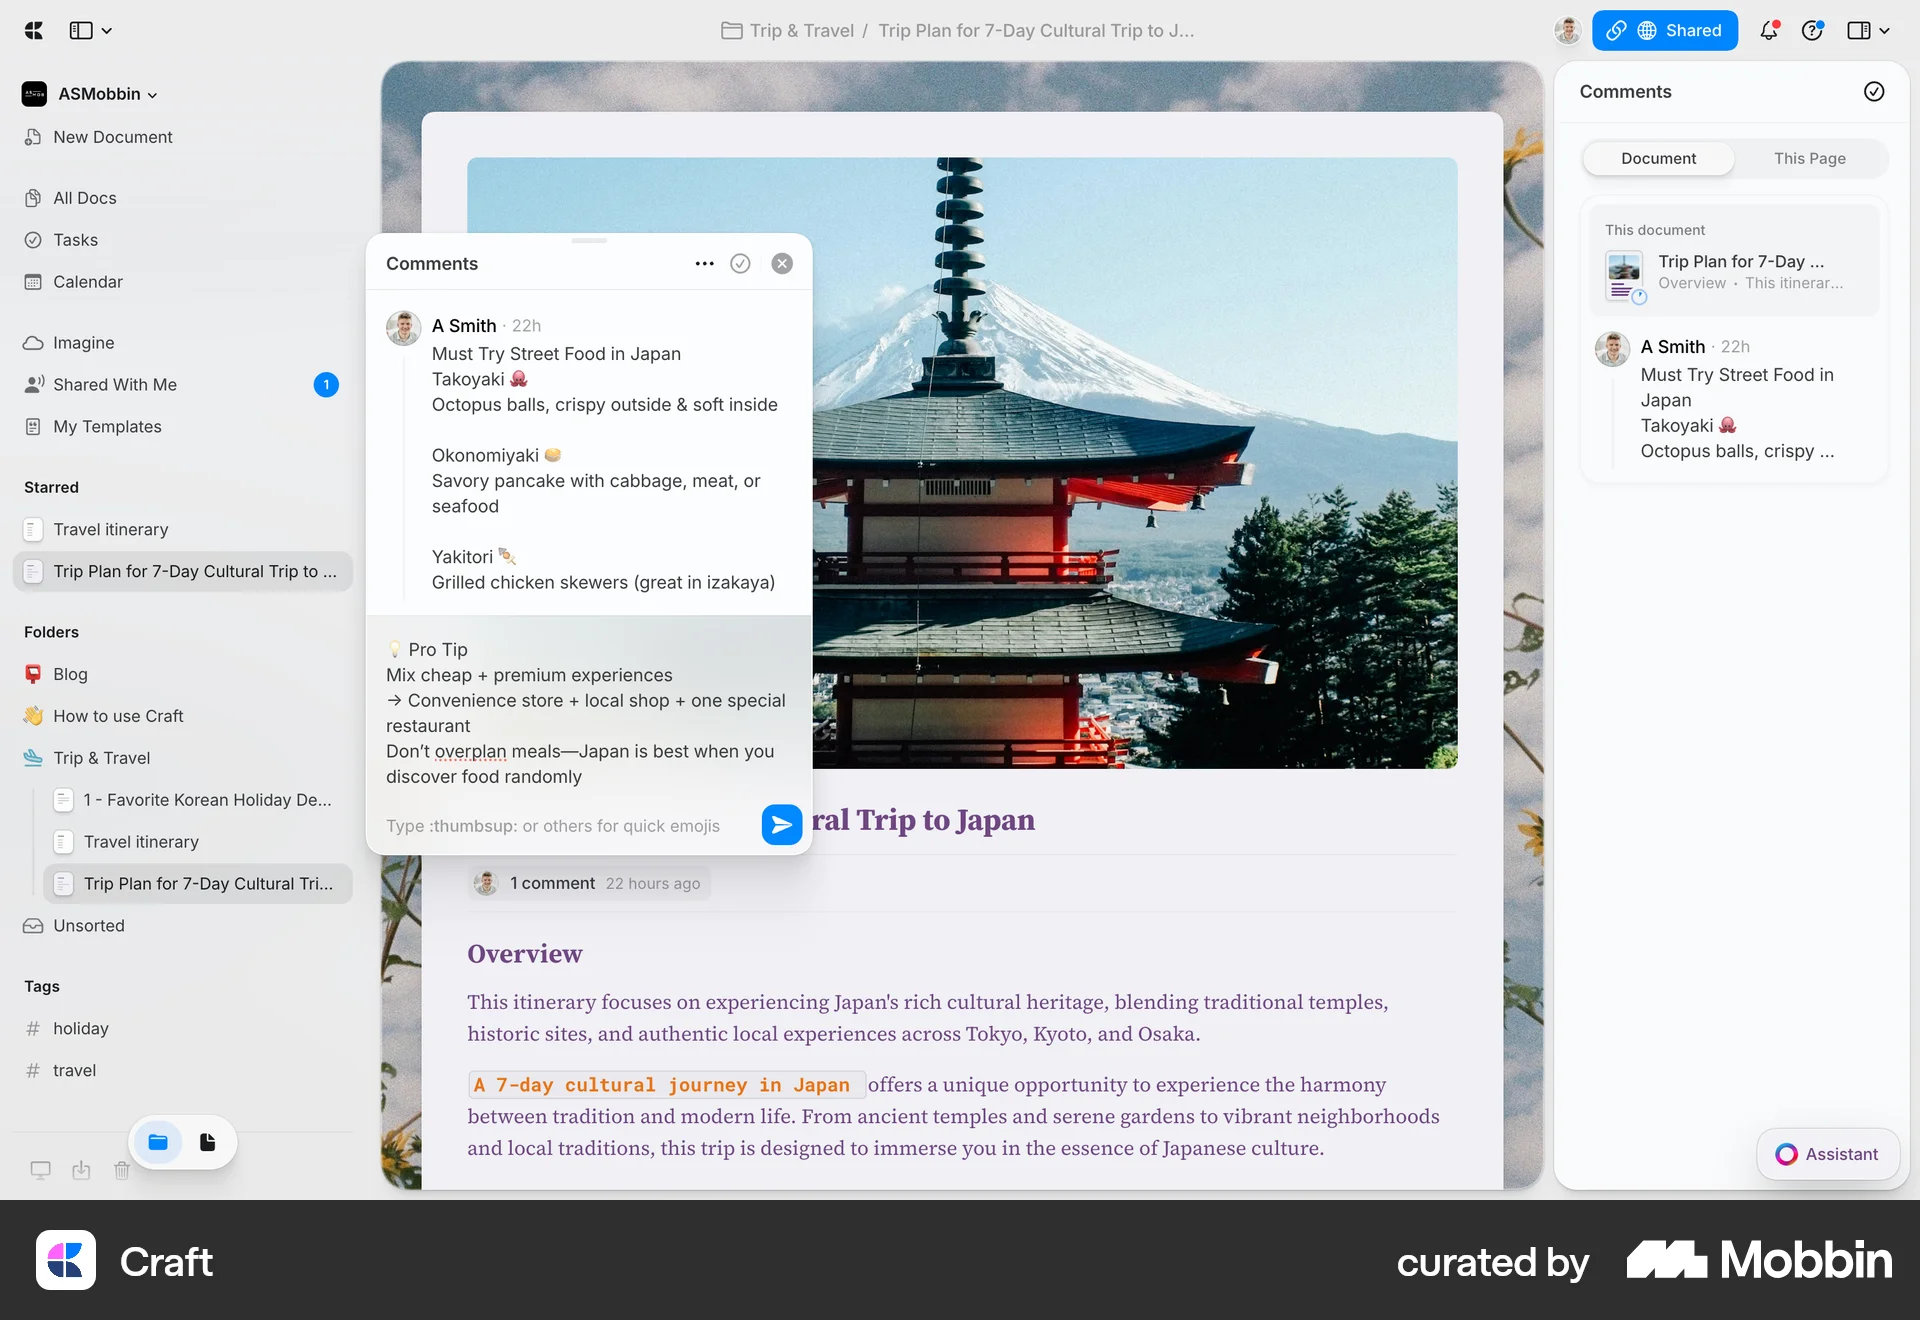 Trip & Travel / Trip Plan for 7-Day Cultural Trip to J...
Shared
ASMobbin
New Document
All Docs
Tasks
Calendar
Imagine
Shared With Me
1
My Templates
Starred
Travel itinerary
Trip Plan for 7-Day Cultural Trip to ...
Folders
Blog
How to use Craft
Trip & Travel
1 - Favorite Korean Holiday De...
Travel itinerary
Trip Plan for 7-Day Cultural Tri...
Unsorted
Tags
# holiday
# travel
Comments
A Smith · 22h
Must Try Street Food in Japan
Takoyaki 🐙
Octopus balls, crispy outside & soft inside
Okonomiyaki 🥞
Savory pancake with cabbage, meat, or
seafood
Yakitori 🍢
Grilled chicken skewers (great in izakaya)
💡 Pro Tip
Mix cheap + premium experiences
→ Convenience store + local shop + one special
restaurant
Don't overplan meals—Japan is best when you
discover food randomly
Type :thumbsup: or others for quick emojis
ral Trip to Japan
1 comment 22 hours ago
Overview
This itinerary focuses on experiencing Japan's rich cultural heritage, blending traditional temples,
historic sites, and authentic local experiences across Tokyo, Kyoto, and Osaka.
A 7-day cultural journey in Japan offers a unique opportunity to experience the harmony
between tradition and modern life. From ancient temples and serene gardens to vibrant neighborhoods
and local traditions, this trip is designed to immerse you in the essence of Japanese culture.
Comments
Document
This Page
This document
Trip Plan for 7-Day ...
Overview · This itinerar...
A Smith · 22h
Must Try Street Food in
Japan
Takoyaki 🐙
Octopus balls, crispy ...
Assistant
Craft
curated by Mobbin